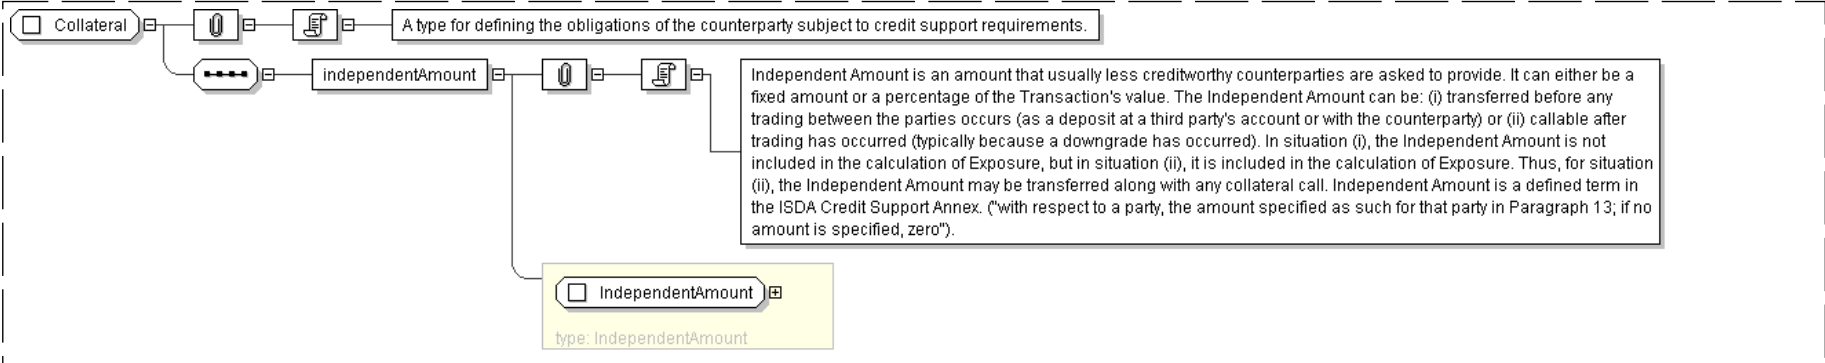 Collateral
A type for defining the obligations of the counterparty subject to credit support requirements.
independentAmount
Independent Amount is an amount that usually less creditworthy counterparties are asked to provide. It can either be a
fixed amount or a percentage of the Transaction's value. The Independent Amount can be: (i) transferred before any
trading between the parties occurs (as a deposit at a third party's account or with the counterparty) or (ii) callable after
trading has occurred (typically because a downgrade has occurred). In situation (i), the Independent Amount is not
included in the calculation of Exposure, but in situation (ii), it is included in the calculation of Exposure. Thus, for situation
(ii), the Independent Amount may be transferred along with any collateral call. Independent Amount is a defined term in
the ISDA Credit Support Annex. ("with respect to a party, the amount specified as such for that party in Paragraph 13; if no
amount is specified, zero").
IndependentAmount
type: IndependentAmount